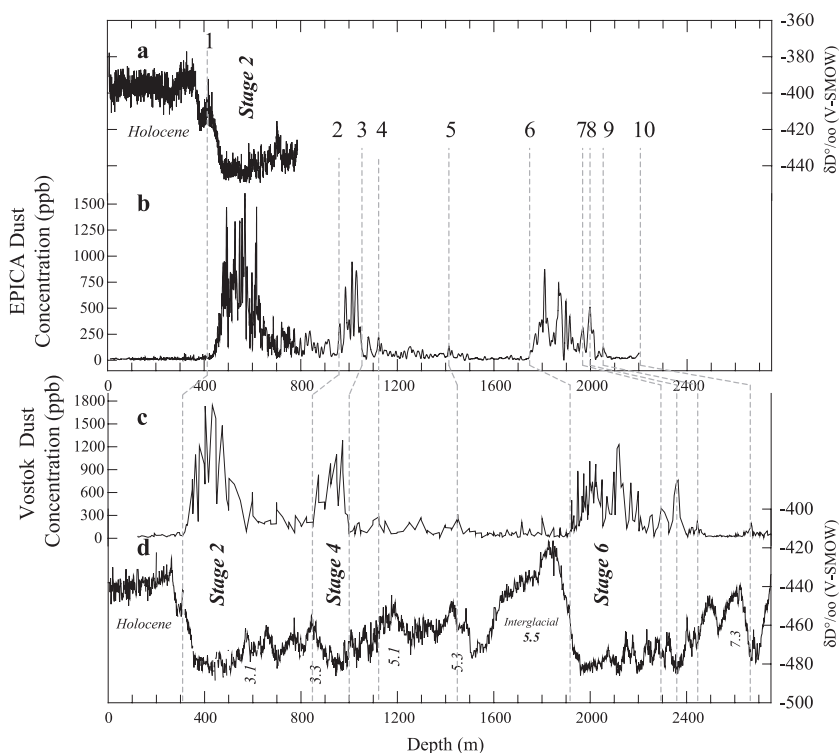 -360
1
a
Stage 2
-380
-400
-420
-440
Holocene
δD°/oo (V-SMOW)
2 3 4 5 6 7 8 9 10
b
EPICA Dust
Concentration (ppb)
1500
1250
1000
750
500
250
0
400 800 1200 1600 2000 2400
c
Vostok Dust
Concentration (ppb)
1800
1500
1200
900
600
300
0
d
Stage 2
Stage 4
Stage 6
Holocene
3.1
3.3
5.1
5.3
Interglacial
5.5
7.3
-400
-420
-440
-460
-480
-500
δD°/oo (V-SMOW)
0 400 800 1200 1600 2000 2400
Depth (m)